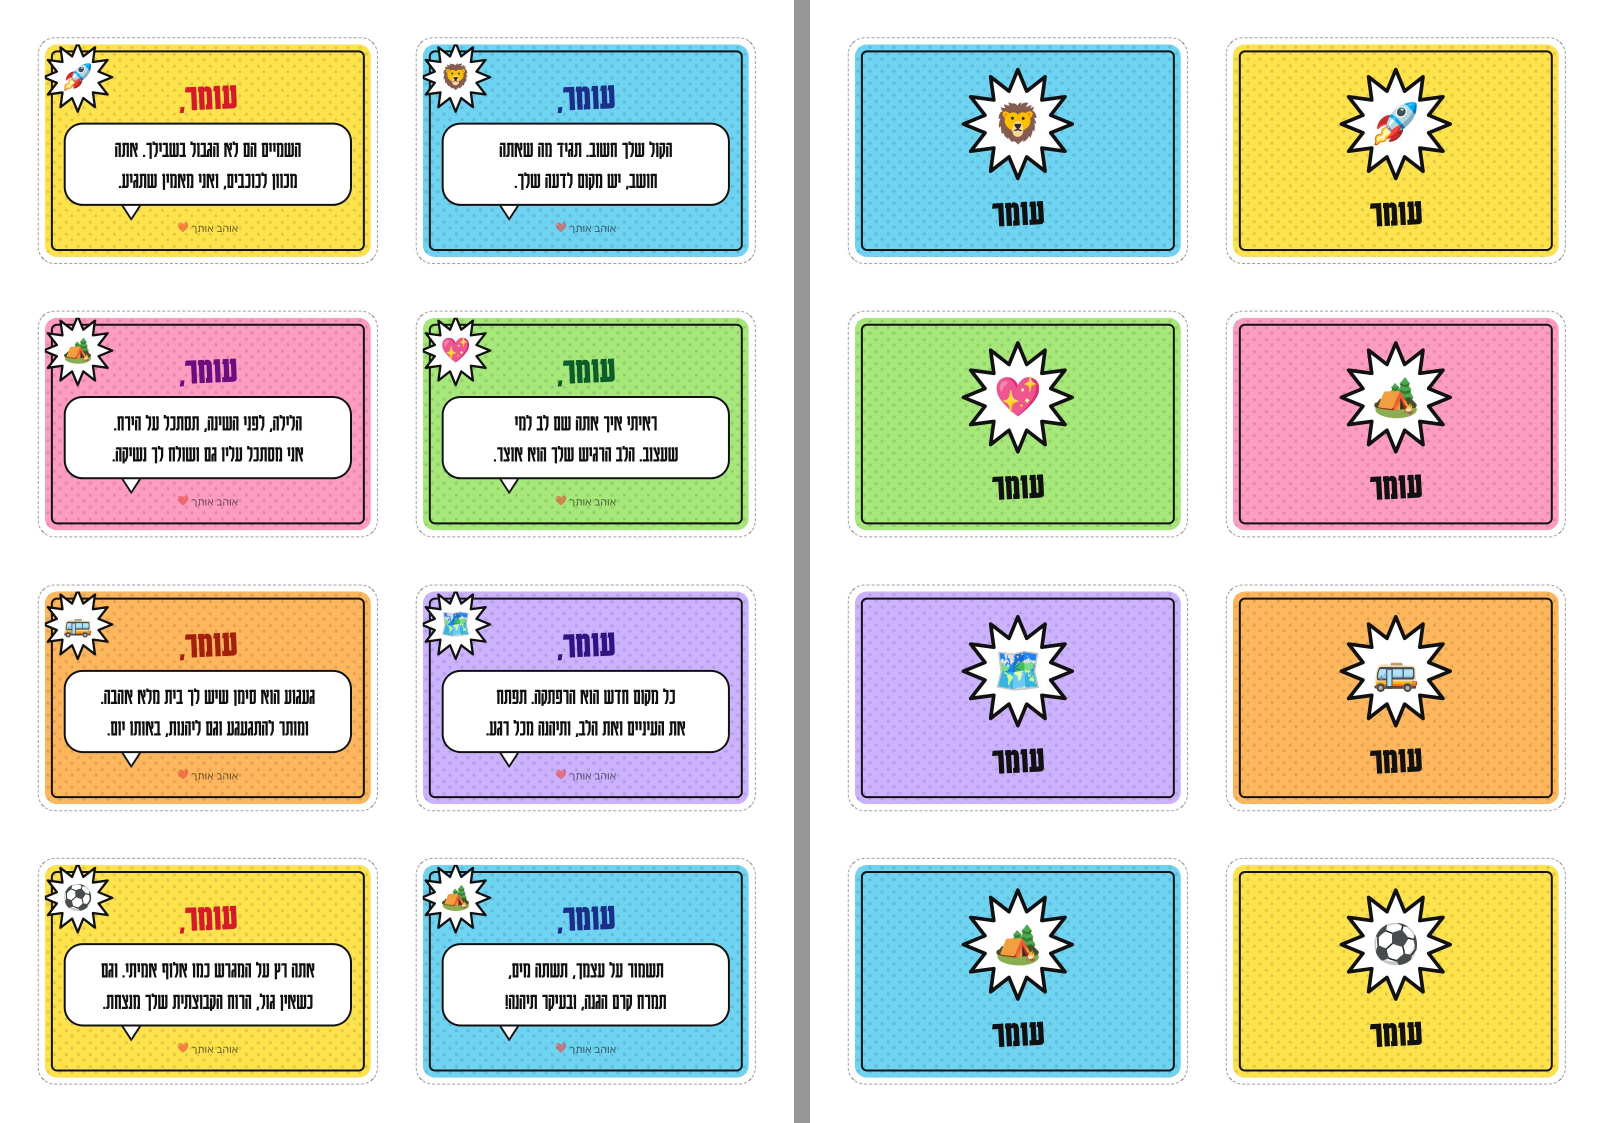 עומר,
השמיים הם לא הגבול בשבילך. אתה
מכוון לכוכבים, ואני מאמין שתגיע.
אוהב אותך
עומר,
הקול שלך חשוב. תגיד מה שאתה
חושב, יש מקום לדעה שלך.
אוהב אותך
עומר,
הלילה, לפני השינה, תסתכל על הירח.
אני מסתכל עליו גם ושולח לך נשיקה.
אוהב אותך
עומר,
ראיתי איך אתה שם לב למי
שעצוב. הלב הרגיש שלך הוא אוצר.
אוהב אותך
עומר,
געגוע הוא סימן שיש לך בית מלא אהבה.
ומותר להתגעגע וגם ליהנות, באותו יום.
אוהב אותך
עומר,
כל מקום חדש הוא הרפתקה. תפתח
את העיניים ואת הלב, ותיהנה מכל רגע.
אוהב אותך
עומר,
אתה רץ על המגרש כמו אלוף אמיתי. וגם
כשאין גול, הרוח הקבוצתית שלך מנצחת.
אוהב אותך
עומר,
תשמור על עצמך, תשתה מים,
תמרח קרם הגנה, ובעיקר תיהנה!
אוהב אותך
עומר
עומר
עומר
עומר
עומר
עומר
עומר
עומר